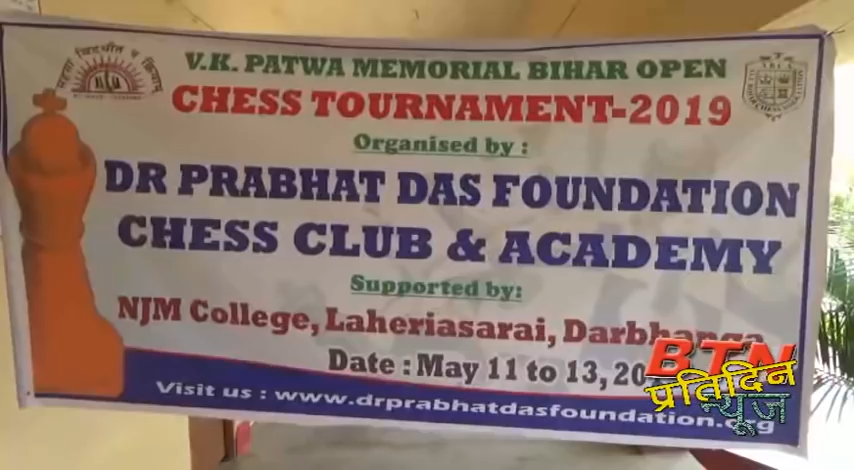 V.K. PATWA MEMORIAL BIHAR OPEN
CHESS TOURNAMENT-2019
Organised by :
DR PRABHAT DAS FOUNDATION
CHESS CLUB & ACADEMY
Supported by:
NJM College, Laheriasarai, Darbhanga
Date : May 11 to 13, 20
Visit us : www.drprabhatdasfoundation.org
BTN
प्रतिदिन
न्यूज